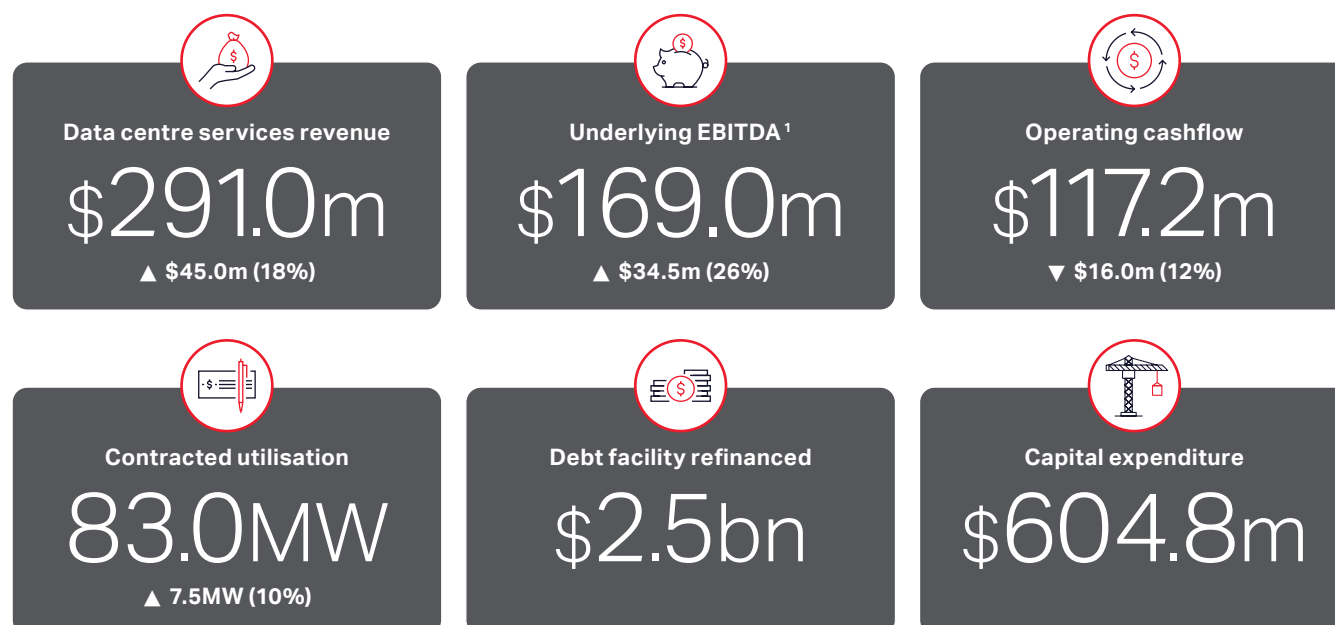 Data centre services revenue
$291.0m
▲ $45.0m (18%)
Underlying EBITDA¹
$169.0m
▲ $34.5m (26%)
Operating cashflow
$117.2m
▼ $16.0m (12%)
Contracted utilisation
83.0MW
▲ 7.5MW (10%)
Debt facility refinanced
$2.5bn
Capital expenditure
$604.8m